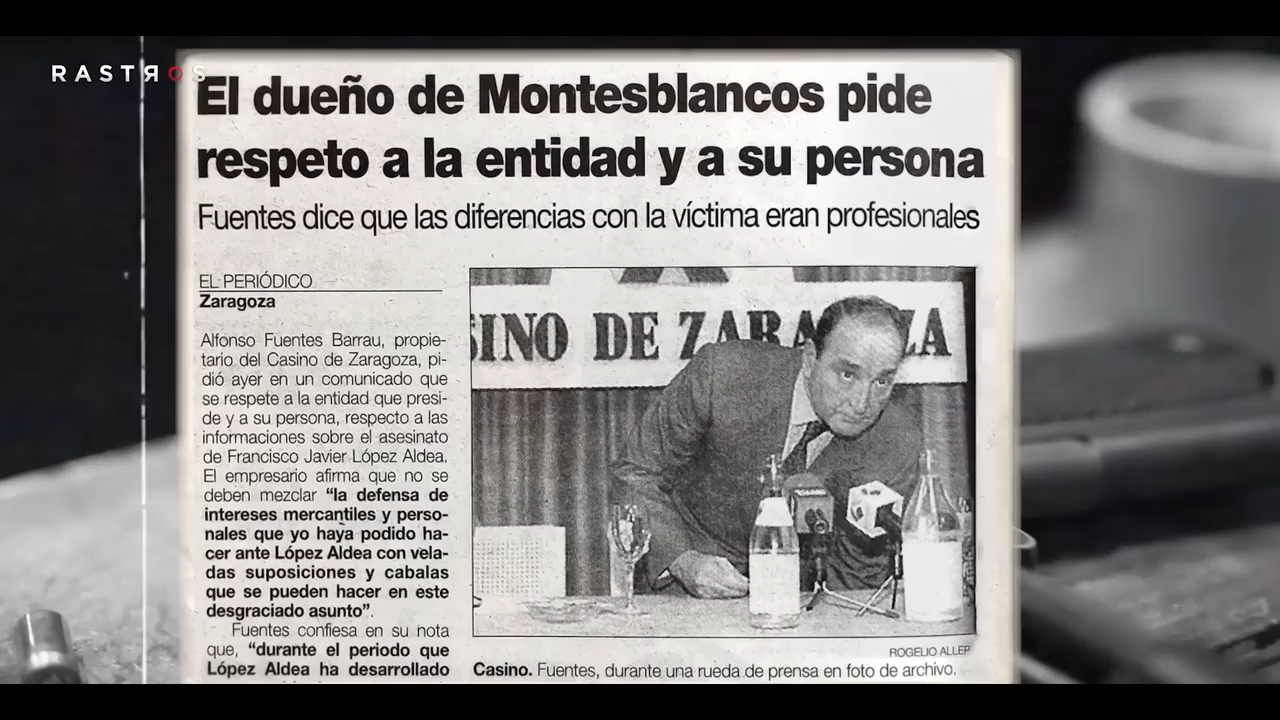 RASTROS
El dueño de Montesblancos pide
respeto a la entidad y a su persona
Fuentes dice que las diferencias con la víctima eran profesionales
EL PERIÓDICO
Zaragoza
Alfonso Fuentes Barrau, propie-
tario del Casino de Zaragoza, pi-
dió ayer en un comunicado que
se respete a la entidad que presi-
de y a su persona, respecto a las
informaciones sobre el asesinato
de Francisco Javier López Aldea.
El empresario afirma que no se
deben mezclar “la defensa de
intereses mercantiles y perso-
nales que yo haya podido ha-
cer ante López Aldea con vela-
das suposiciones y cabalas
que se pueden hacer en este
desgraciado asunto”.
Fuentes confiesa en su nota
que, “durante el periodo que
López Aldea ha desarrollado
SINO DE ZARAGOZA
ROGELIO ALLEP
Casino. Fuentes, durante una rueda de prensa en foto de archivo.